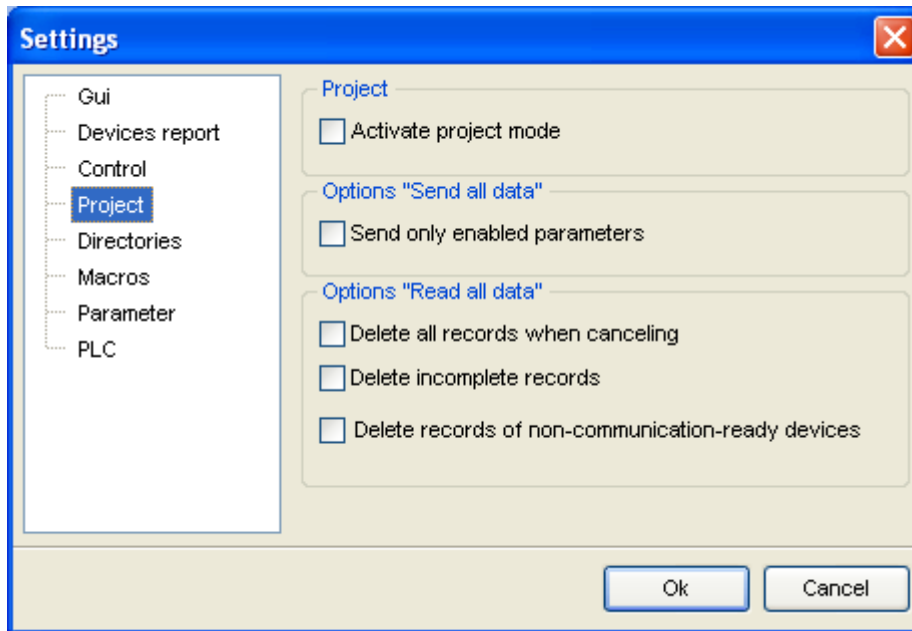 Settings
Gui
Devices report
Control
Project
Directories
Macros
Parameter
PLC
Project
Activate project mode
Options "Send all data"
Send only enabled parameters
Options "Read all data"
Delete all records when canceling
Delete incomplete records
Delete records of non-communication-ready devices
Ok
Cancel